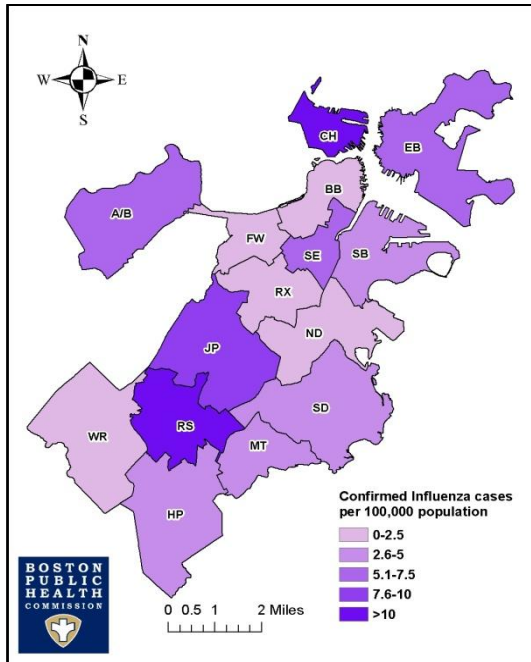 N
W E
S
CH
EB
A/B
BB
FW
SE
SB
RX
ND
JP
SD
RS
WR
MT
HP
Confirmed Influenza cases
per 100,000 population
0-2.5
2.6-5
5.1-7.5
7.6-10
>10
BOSTON
PUBLIC
HEALTH
COMMISSION
0 0.5 1 2 Miles